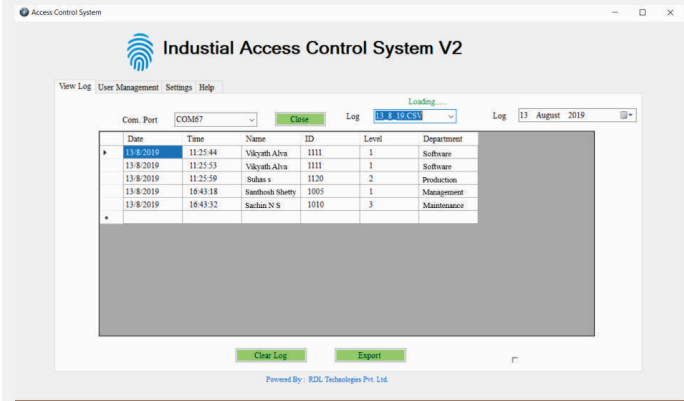 Access Control System
Industial Access Control System V2
View Log User Management Settings Help
Loading.....
Com. Port COM67 Close Log 13_8_19.CSV Log 13 August 2019
Date Time Name ID Level Department
13/8/2019 11:25:44 Vikyath Alva 1111 1 Software
13/8/2019 11:25:53 Vikyath Alva 1111 1 Software
13/8/2019 11:25:59 Suhas s 1120 2 Production
13/8/2019 16:43:18 Santhosh Shetty 1005 1 Management
13/8/2019 16:43:32 Sachin N S 1010 3 Maintenance
Clear Log Export
Powered By : RDL Technologies Pvt. Ltd.